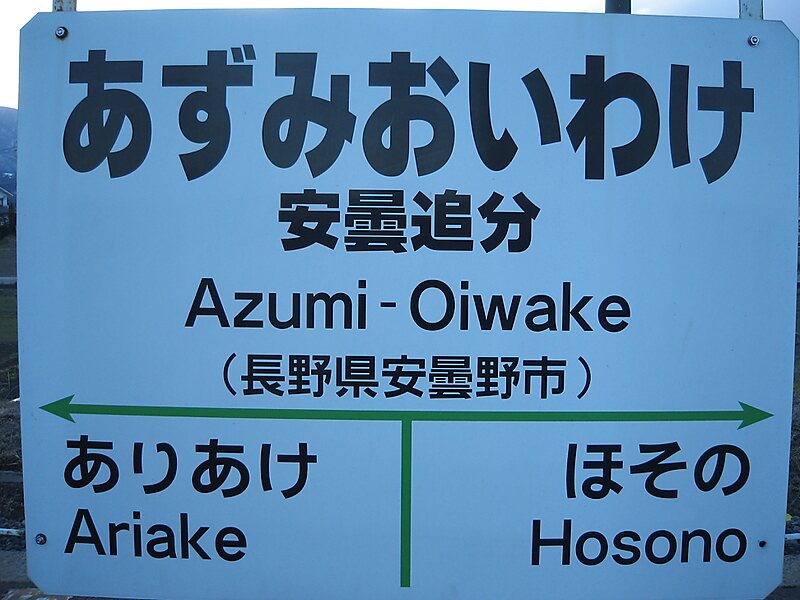 あずみおいわけ
安曇追分
Azumi-Oiwake
（長野県安曇野市）
ありあけ ほその
Ariake Hosono